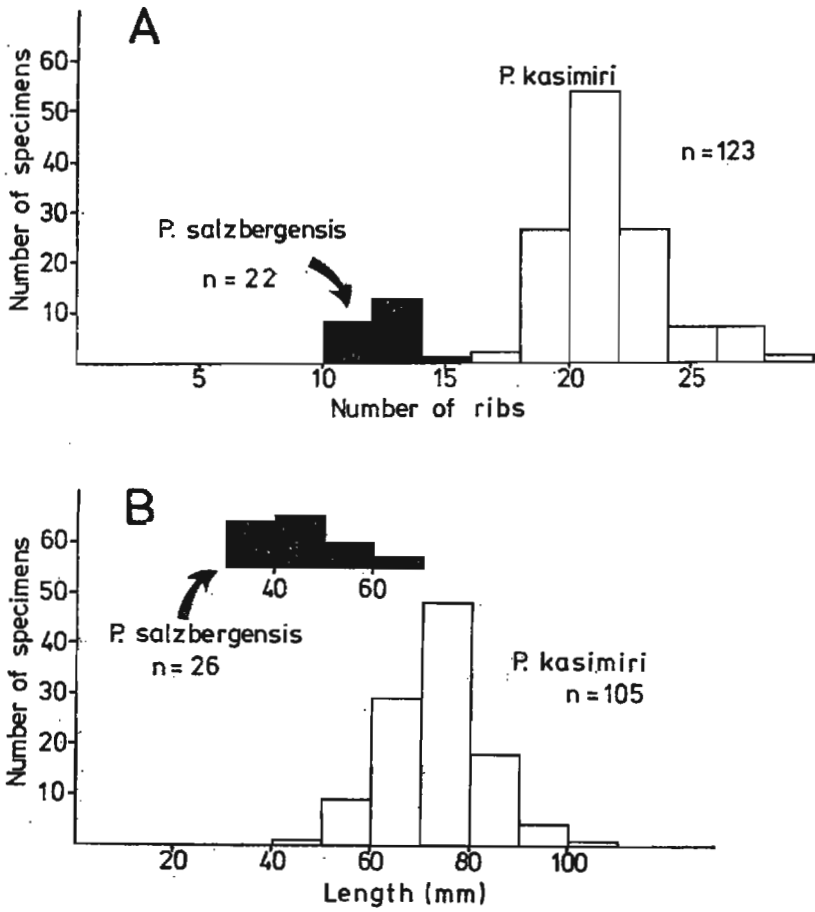 A
Number of specimens
60
50
40
30
20
10
P. kasimiri
n = 123
P. salzbergensis
n = 22
5
10
15
20
25
Number of ribs
B
Number of specimens
60
50
40
30
20
10
40
60
P. salzbergensis
n = 26
P. kasimiri
n = 105
20
40
60
80
100
Length (mm)